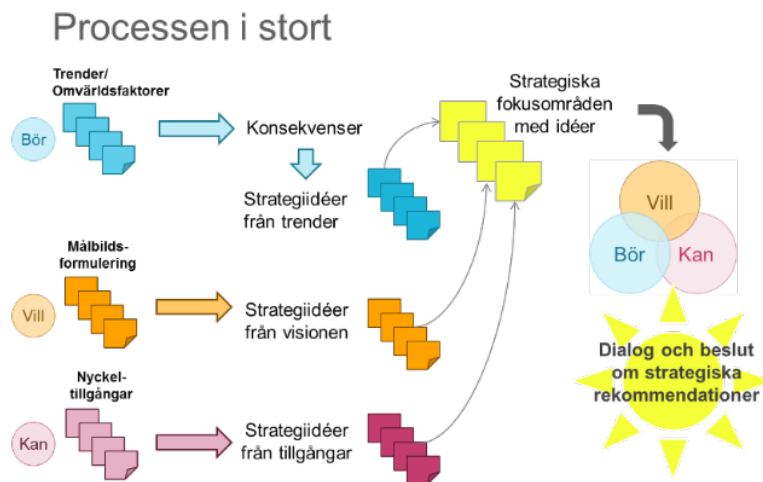 Processen i stort
Trender/
Omvärldsfaktorer
Bör
Konsekvenser
Strategiidéer
från trender
Strategiska
fokusområden
med idéer
Vill
Bör
Kan
Målbilds-
formulering
Vill
Strategiidéer
från visionen
Nyckel-
tillgångar
Kan
Strategiidéer
från tillgångar
Dialog och beslut
om strategiska
rekommendationer